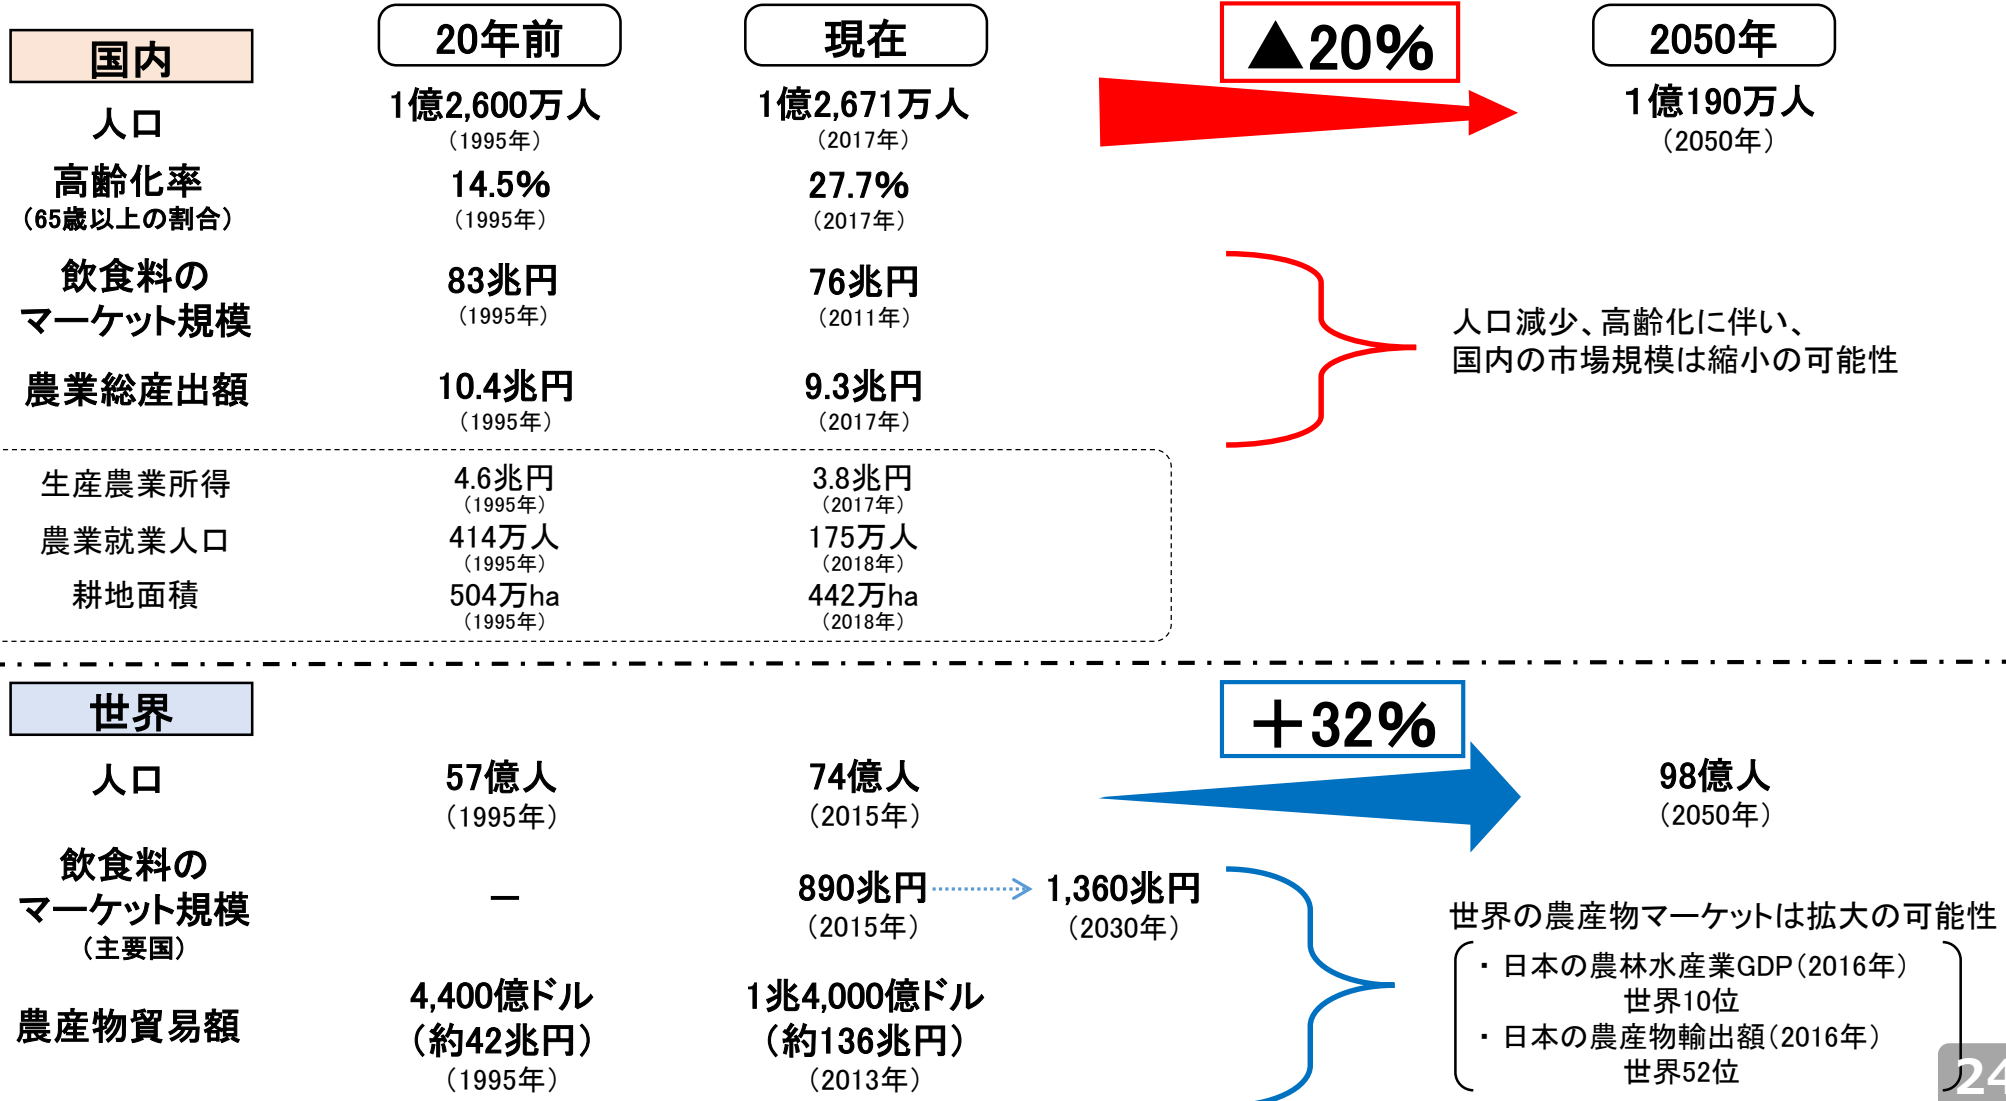 国内
20年前
現在
▲20%
2050年
人口
1億2,600万人
（1995年）
1億2,671万人
（2017年）
1億190万人
（2050年）
高齢化率
（65歳以上の割合）
14.5%
（1995年）
27.7%
（2017年）
飲食料の
マーケット規模
83兆円
（1995年）
76兆円
（2011年）
農業総産出額
10.4兆円
（1995年）
9.3兆円
（2017年）
人口減少、高齢化に伴い、
国内の市場規模は縮小の可能性
生産農業所得
4.6兆円
（1995年）
3.8兆円
（2017年）
農業就業人口
414万人
（1995年）
175万人
（2018年）
耕地面積
504万ha
（1995年）
442万ha
（2018年）
世界
＋32%
人口
57億人
（1995年）
74億人
（2015年）
98億人
（2050年）
飲食料の
マーケット規模
（主要国）
－
890兆円
（2015年）
1,360兆円
（2030年）
農産物貿易額
4,400億ドル
（約42兆円）
（1995年）
1兆4,000億ドル
（約136兆円）
（2013年）
世界の農産物マーケットは拡大の可能性
・ 日本の農林水産業GDP（2016年）
世界10位
・ 日本の農産物輸出額（2016年）
世界52位
24